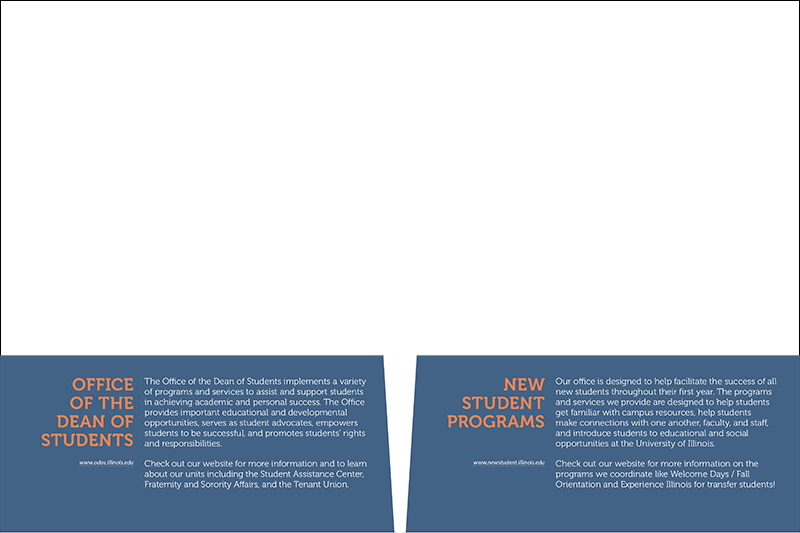 OFFICE
OF THE
DEAN OF
STUDENTS
www.odos.illinois.edu
The Office of the Dean of Students implements a variety
of programs and services to assist and support students
in achieving academic and personal success. The Office
provides important educational and developmental
opportunities, serves as student advocates, empowers
students to be successful, and promotes students' rights
and responsibilities.
Check out our website for more information and to learn
about our units including the Student Assistance Center,
Fraternity and Sorority Affairs, and the Tenant Union.
NEW
STUDENT
PROGRAMS
www.newstudent.illinois.edu
Our office is designed to help facilitate the success of all
new students throughout their first year. The programs
and services we provide are designed to help students
get familiar with campus resources, help students
make connections with one another, faculty, and staff,
and introduce students to educational and social
opportunities at the University of Illinois.
Check out our website for more information on the
programs we coordinate like Welcome Days / Fall
Orientation and Experience Illinois for transfer students!